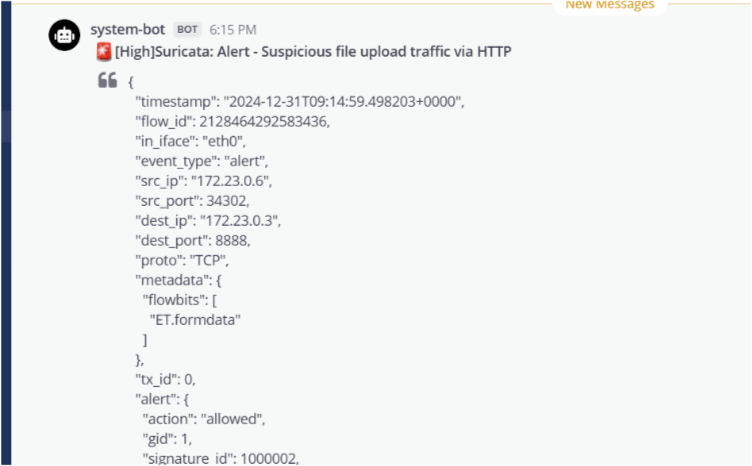 New Messages
system-bot BOT 6:15 PM
[High]Suricata: Alert - Suspicious file upload traffic via HTTP
{
"timestamp": "2024-12-31T09:14:59.498203+0000",
"flow_id": 2128464292583436,
"in_iface": "eth0",
"event_type": "alert",
"src_ip": "172.23.0.6",
"src_port": 34302,
"dest_ip": "172.23.0.3",
"dest_port": 8888,
"proto": "TCP",
"metadata": {
"flowbits": [
"ET.formdata"
]
},
"tx_id": 0,
"alert": {
"action": "allowed",
"gid": 1,
"signature_id": 1000002,